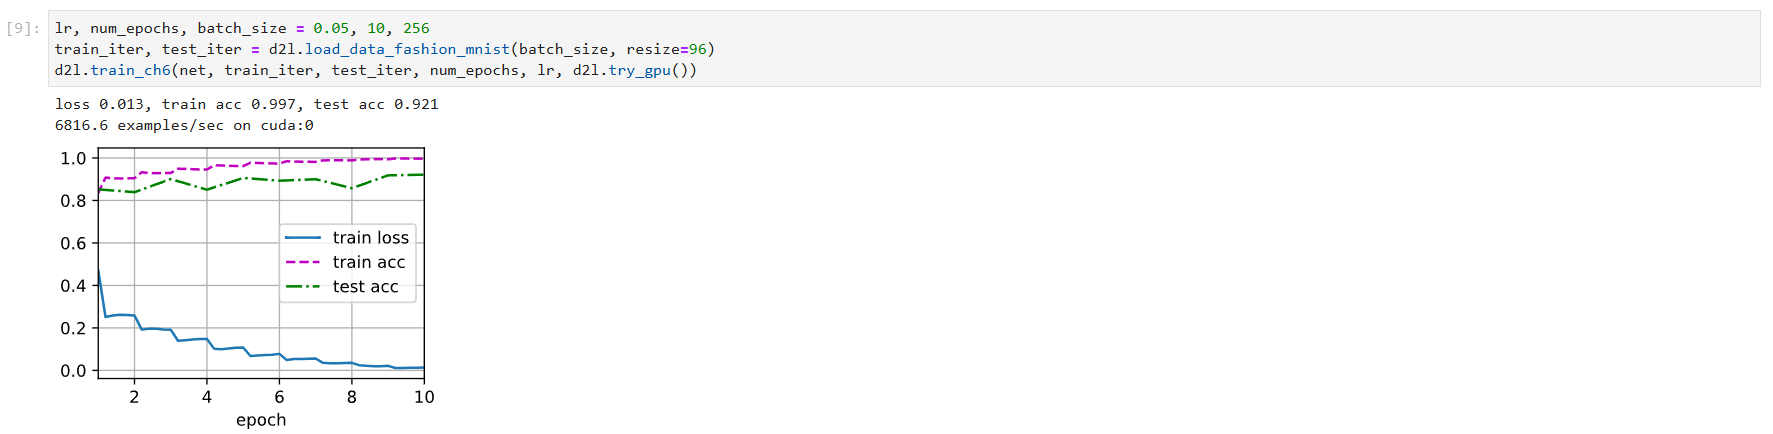 [9]:
lr, num_epochs, batch_size = 0.05, 10, 256
train_iter, test_iter = d2l.load_data_fashion_mnist(batch_size, resize=96)
d2l.train_ch6(net, train_iter, test_iter, num_epochs, lr, d2l.try_gpu())
loss 0.013, train acc 0.997, test acc 0.921
6816.6 examples/sec on cuda:0
1.0
0.8
0.6
0.4
0.2
0.0
train loss
train acc
test acc
2 4 6 8 10
epoch